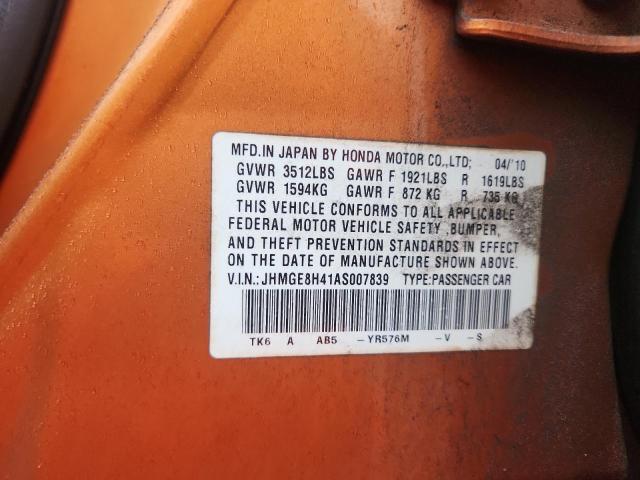 MFD.IN JAPAN BY HONDA MOTOR CO.,LTD; 04/'10
GVWR 3512LBS GAWR F 1921LBS R 1619LBS
GVWR 1594KG GAWR F 872 KG R 735 KG
THIS VEHICLE CONFORMS TO ALL APPLICABLE
FEDERAL MOTOR VEHICLE SAFETY ,BUMPER,
AND THEFT PREVENTION STANDARDS IN EFFECT
ON THE DATE OF MANUFACTURE SHOWN ABOVE.
V.I.N.:JHMGE8H41AS007839 TYPE:PASSENGER CAR
TK6 A AB5 -YR576M -V -S